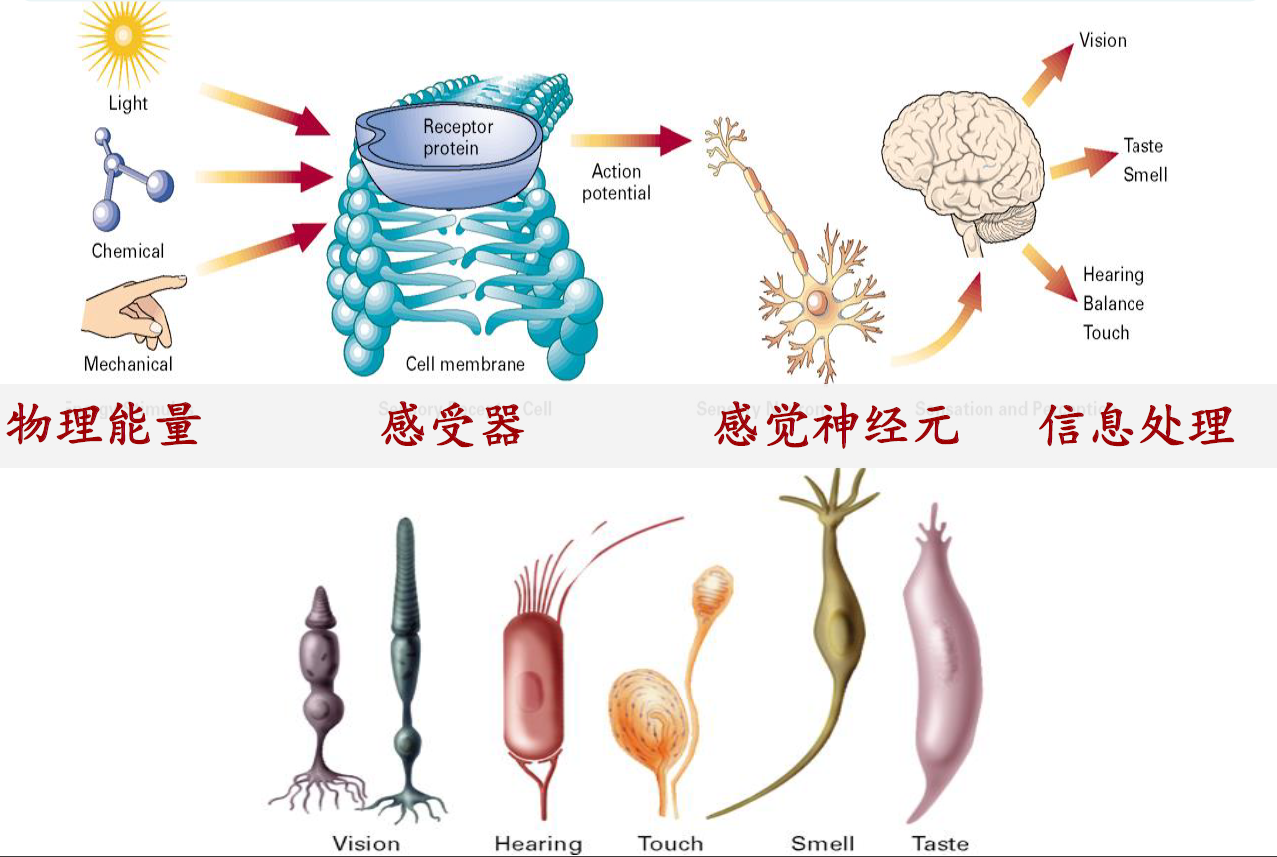 Light
Chemical
Mechanical
Receptor
protein
Cell membrane
Action
potential
Vision
Taste
Smell
Hearing
Balance
Touch
物理能量
感受器
感觉神经元
信息处理
Vision
Hearing
Touch
Smell
Taste